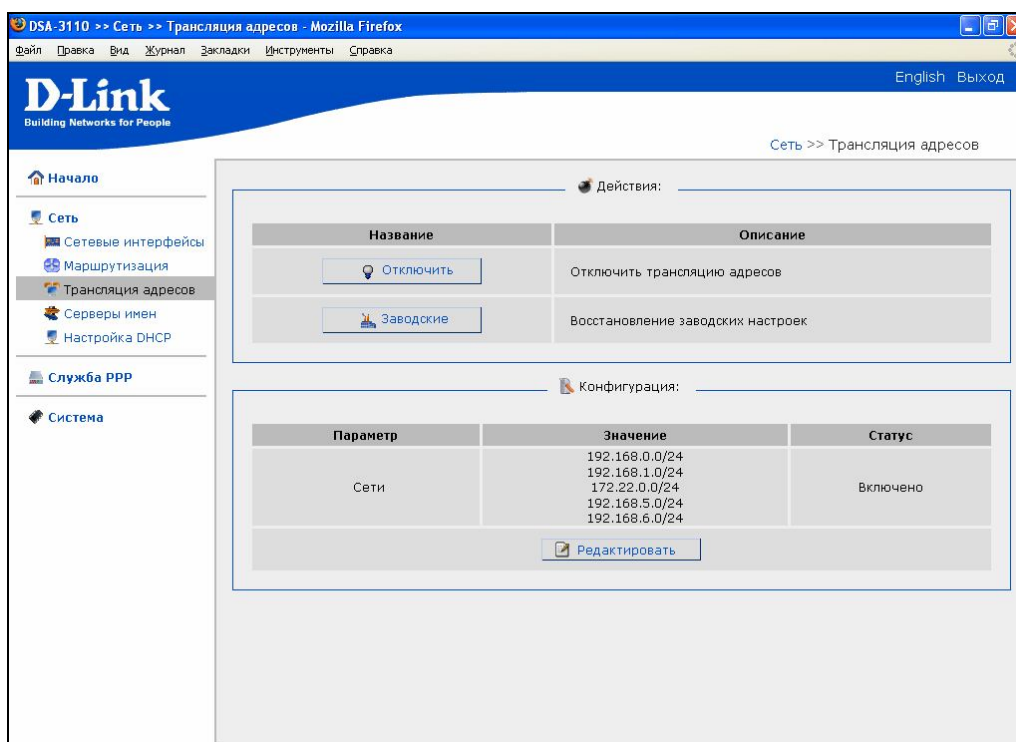 DSA-3110 >> Сеть >> Трансляция адресов - Mozilla Firefox
Файл Правка Вид Журнал Закладки Инструменты Справка
English Выход
D-Link
Building Networks for People
Сеть >> Трансляция адресов
Начало
Сеть
Сетевые интерфейсы
Маршрутизация
Трансляция адресов
Серверы имен
Настройка DHCP
Служба PPP
Система
Действия:
Название Описание
Отключить Отключить трансляцию адресов
Заводские Восстановление заводских настроек
Конфигурация:
Параметр Значение Статус
192.168.0.0/24
192.168.1.0/24
Сети 172.22.0.0/24 Включено
192.168.5.0/24
192.168.6.0/24
Редактировать